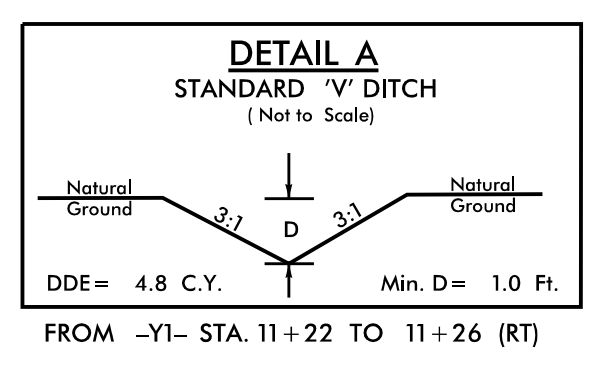 DETAIL A
STANDARD 'V' DITCH
( Not to Scale)
Natural
Ground
3:1
D
3:1
Natural
Ground
DDE= 4.8 C.Y.
Min. D= 1.0 Ft.
FROM -Y1- STA. 11+22 TO 11+26 (RT)